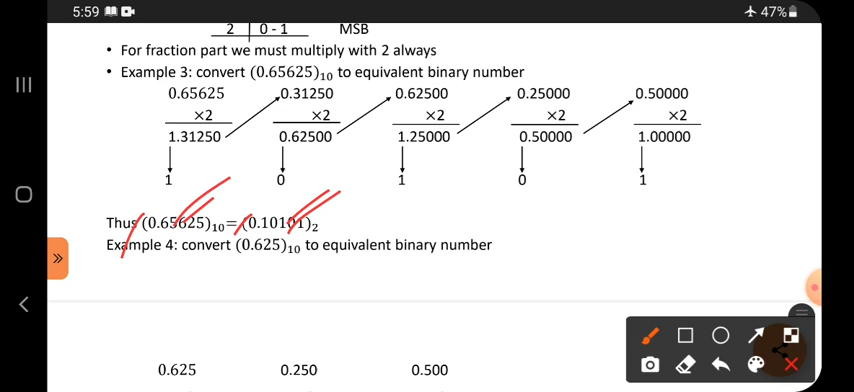 5:59 47%
2 0 - 1 MSB
• For fraction part we must multiply with 2 always
• Example 3: convert (0.65625)₁₀ to equivalent binary number
0.65625 0.31250 0.62500 0.25000 0.50000
×2 ×2 ×2 ×2 ×2
1.31250 0.62500 1.25000 0.50000 1.00000
1 0 1 0 1
Thus (0.65625)₁₀= (0.10101)₂
Example 4: convert (0.625)₁₀ to equivalent binary number
0.625 0.250 0.500